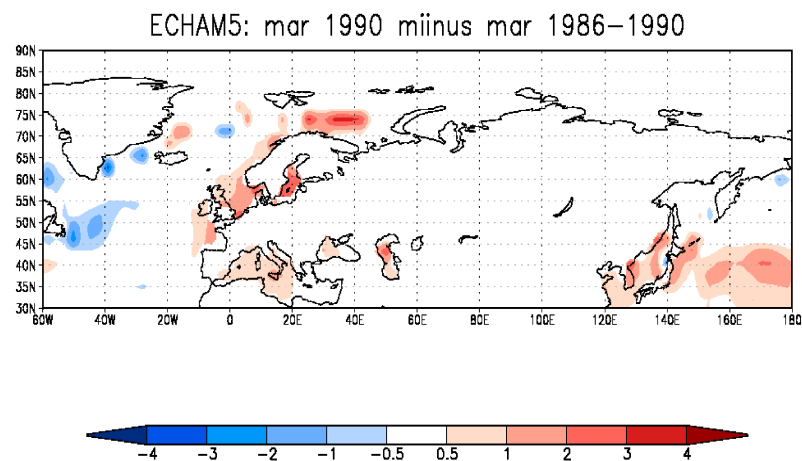 ECHAM5: mar 1990 miinus mar 1986-1990
90N
85N
80N
75N
70N
65N
60N
55N
50N
45N
40N
35N
30N
60W 40W 20W 0 20E 40E 60E 80E 100E 120E 140E 160E 180
-4 -3 -2 -1 -0.5 0.5 1 2 3 4